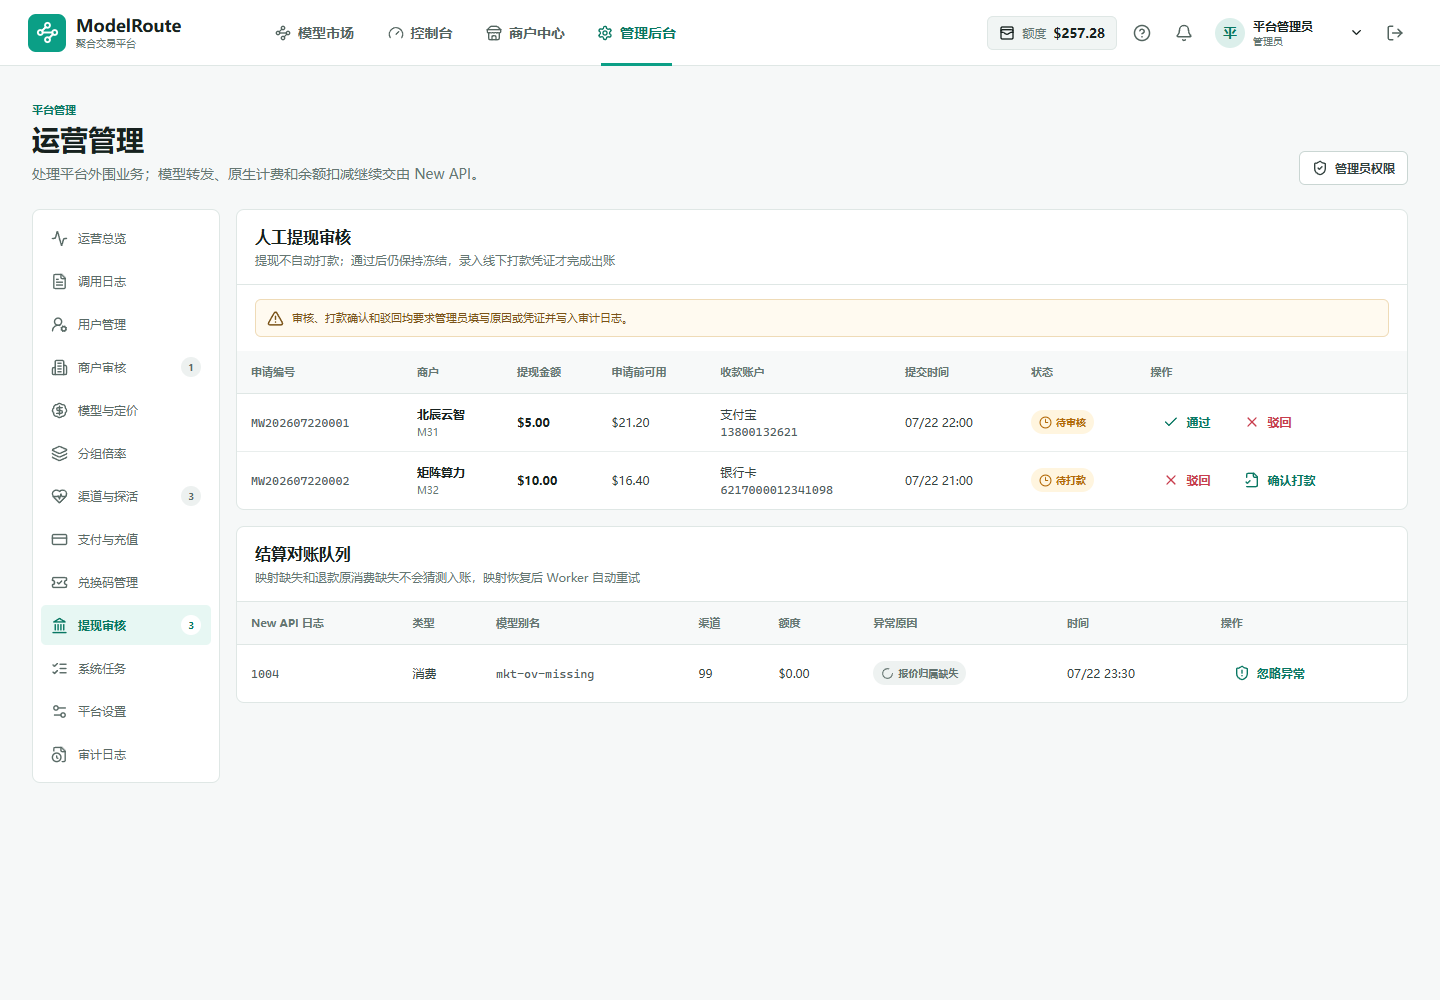 ModelRoute
聚合交易平台
模型市场
控制台
商户中心
管理后台
额度 $257.28
平
平台管理员
管理员
平台管理
运营管理
处理平台外围业务；模型转发、原生计费和余额扣减继续交由 New API。
管理员权限
运营总览
调用日志
用户管理
商户审核 1
模型与定价
分组倍率
渠道与探活 3
支付与充值
兑换码管理
提现审核 3
系统任务
平台设置
审计日志
人工提现审核
提现不自动打款；通过后仍保持冻结，录入线下打款凭证才完成出账
审核、打款确认和驳回均要求管理员填写原因或凭证并写入审计日志。
申请编号 商户 提现金额 申请前可用 收款账户 提交时间 状态 操作
MW202607220001 北辰云智 $5.00 $21.20 支付宝 07/22 22:00 待审核 通过 驳回
M31 13800132621
MW202607220002 矩阵算力 $10.00 $16.40 银行卡 07/22 21:00 待打款 驳回 确认打款
M32 6217000012341098
结算对账队列
映射缺失和退款原消费缺失不会猜测入账，映射恢复后 Worker 自动重试
New API 日志 类型 模型别名 渠道 额度 异常原因 时间 操作
1004 消费 mkt-ov-missing 99 $0.00 报价归属缺失 07/22 23:30 忽略异常